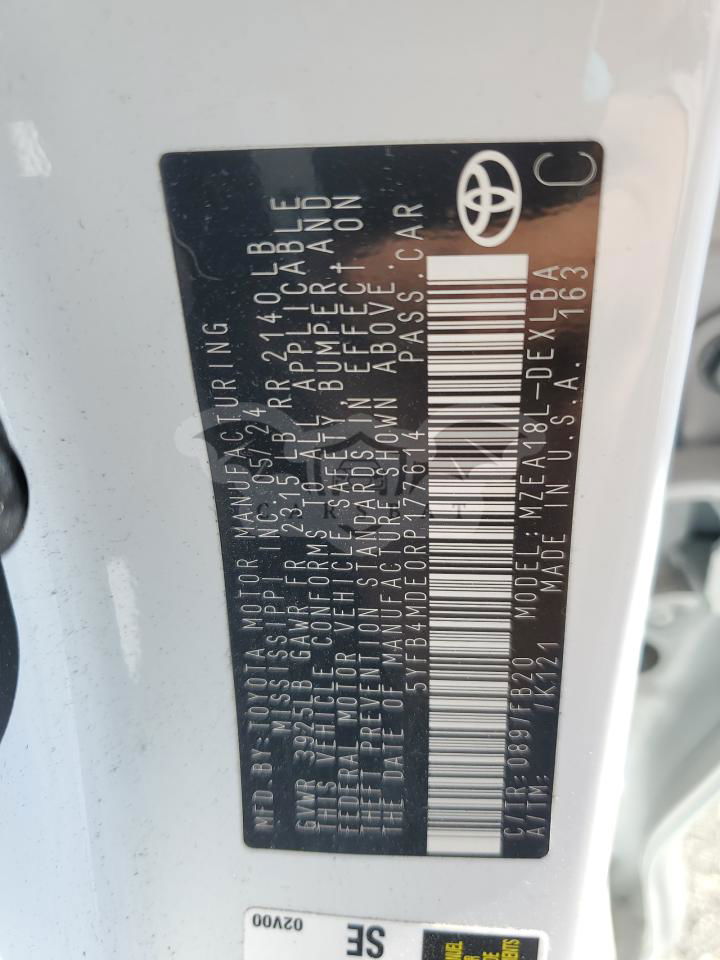 MFD.BY:TOYOTA MOTOR MANUFACTURING
MISSISSIPPI INC. 05/24
GVWR 3925LB GAWR FR 2315LB RR 2140LB
THIS VEHICLE CONFORMS TO ALL APPLICABLE
FEDERAL MOTOR VEHICLE SAFETY, BUMPER AND
THEFT PREVENTION STANDARDS IN EFFECT ON
THE DATE OF MANUFACTURE SHOWN ABOVE.
5YFB4MDE0RP177614 PASS.CAR
C/TR: 089/FB20 MODEL: MZEA18L-DEXLBA
A/TM: /K121 MADE IN U.S.A. 163
C
02V00
SE